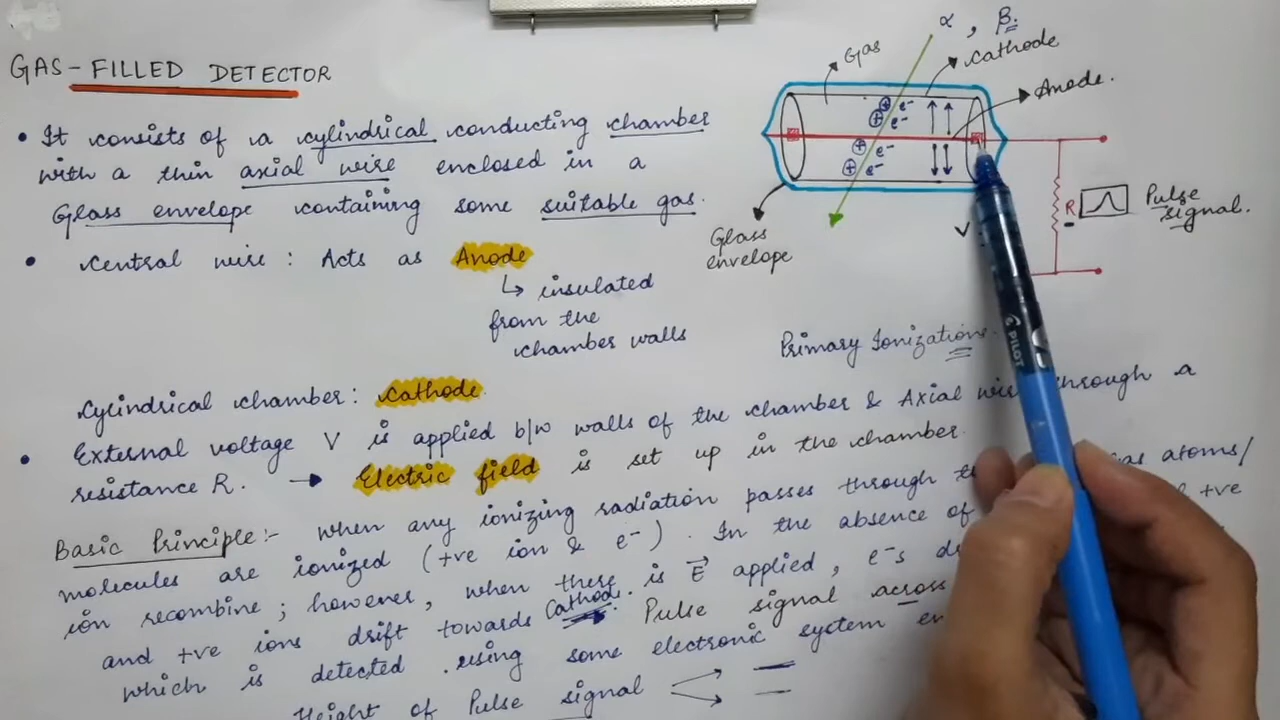 GAS-FILLED DETECTOR
• It consists of a cylindrical conducting chamber
with a thin axial wire enclosed in a
Glass envelope containing some suitable gas.
• Central wire: Acts as Anode
↳ insulated
from the
chamber walls
Cylindrical chamber: Cathode
• External voltage V is applied b/w walls of the chamber & Axial through a
resistance R. → Electric field is set up in the chamber.
Basic Principle:- when any ionizing radiation passes through gas atoms/
molecules are ionized (+ve ion & e-). In the absence of +ve
ion recombine; however, when there is E⃗ applied, e-s
and +ve ions drift towards Cathode. Pulse signal across
which is detected using some electronic system
Height of Pulse signal
α, β.
Gas
Cathode
Anode.
⊕ e-
⊕ e-
⊕ e-
⊕ e-
Glass
envelope
V
R
Pulse
signal.
Primary Ionizations.
PILOT